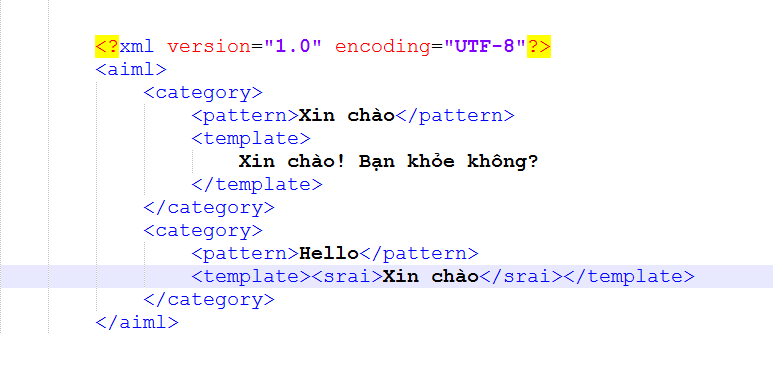 <?xml version="1.0" encoding="UTF-8"?>
<aiml>
<category>
<pattern>Xin chào</pattern>
<template>
Xin chào! Bạn khỏe không?
</template>
</category>
<category>
<pattern>Hello</pattern>
<template><srai>Xin chào</srai></template>
</category>
</aiml>